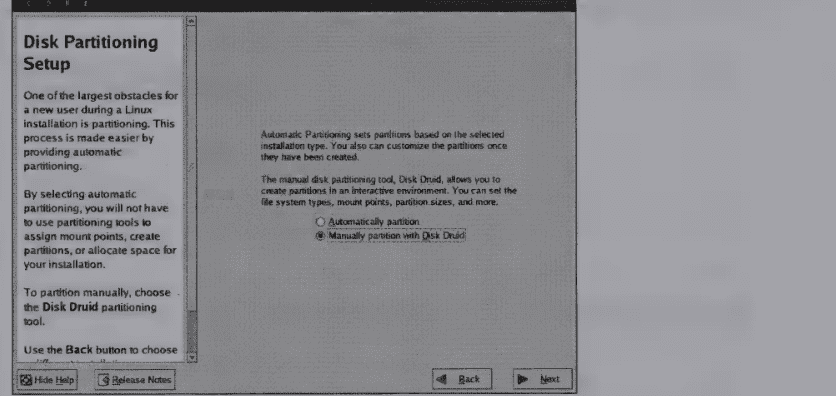 Disk Partitioning
Setup
One of the largest obstacles for
a new user during a Linux
installation is partitioning. This
process is made easier by
providing automatic
partitioning.
By selecting automatic
partitioning, you will not have
to use partitioning tools to
assign mount points, create
partitions, or allocate space for
your installation.
To partition manually, choose
the Disk Druid partitioning
tool.
Use the Back button to choose
Automatic Partitioning sets partitions based on the selected
installation type. You also can customize the partitions once
they have been created.
The manual disk partitioning tool, Disk Druid, allows you to
create partitions in an interactive environment. You can set the
file system types, mount points, partition sizes, and more.
Automatically partition
Manually partition with Disk Druid
Hide Help
Release Notes
Back
Next